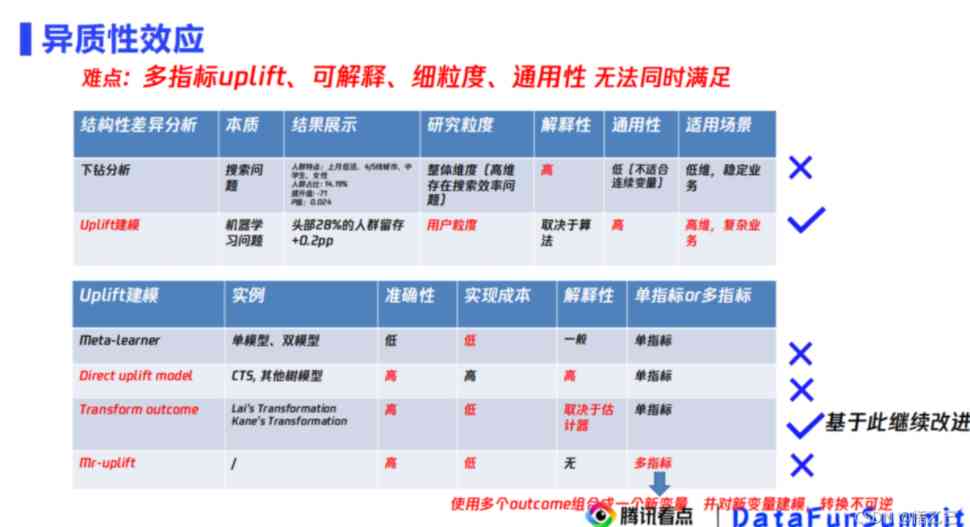 异质性效应
难点：多指标uplift、可解释、细粒度、通用性 无法同时满足
结构性差异分析 本质 结果展示 研究粒度 解释性 通用性 适用场景
下钻分析 搜索问 人群特点：上月低活、4/5线城市、中 整体维度（高维 高 低（不适合 低维，稳定业
题 学生、女性 存在搜索效率问 连续变量） 务
人群占比：14.19% 题）
提升值：-71
P值：0.024
Uplift建模 机器学 头部28%的人群留存 用户粒度 取决于算 高 高维，复杂业
习问题 +0.2pp 法 务
Uplift建模 实例 准确性 实现成本 解释性 单指标or多指标
Meta-learner 单模型、双模型 低 低 一般 单指标
Direct uplift model CTS, 其他树模型 高 高 高 单指标
Transform outcome Lai's Transformation 高 低 取决于估 单指标
Kane's Transformation 计器
基于此继续改进
Mr-uplift / 高 低 无 多指标
使用多个outcome组合成一个新变量，并对新变量建模，转换不可逆
腾讯看点 DataFunSummit